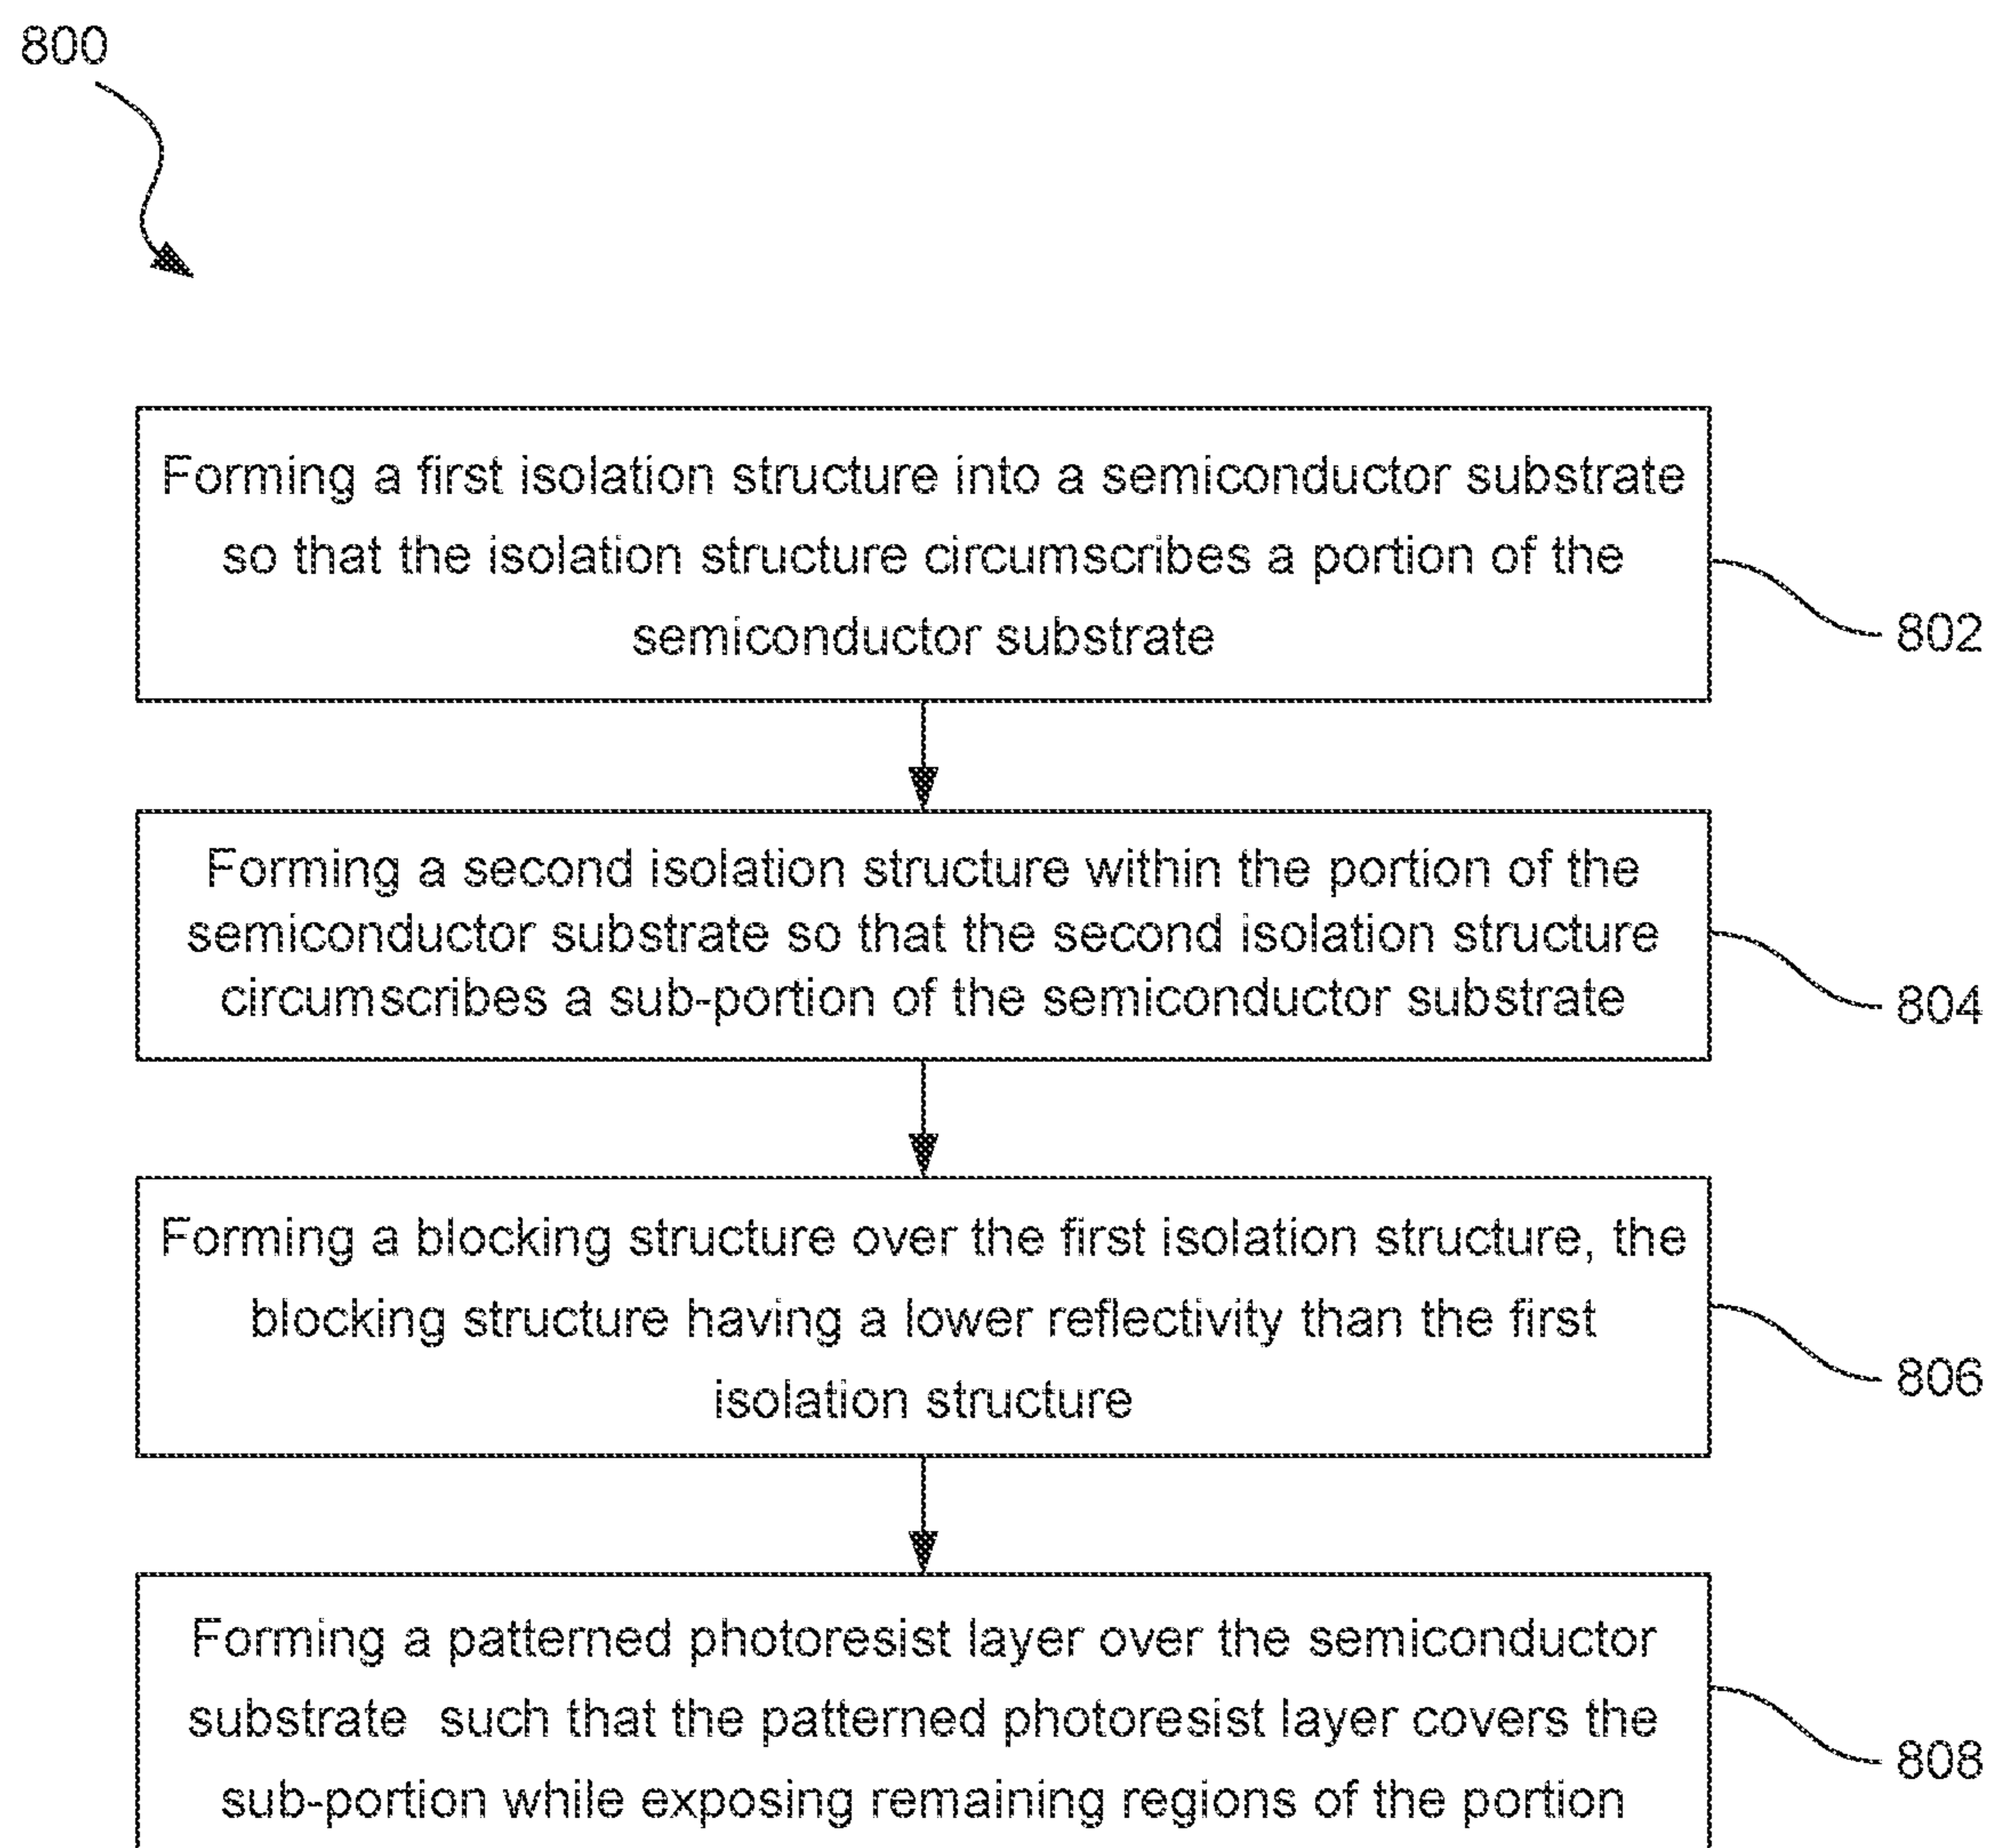 800
Forming a first isolation structure into a semiconductor substrate
so that the isolation structure circumscribes a portion of the
semiconductor substrate
802
Forming a second isolation structure within the portion of the
semiconductor substrate so that the second isolation structure
circumscribes a sub-portion of the semiconductor substrate
804
Forming a blocking structure over the first isolation structure, the
blocking structure having a lower reflectivity than the first
isolation structure
806
Forming a patterned photoresist layer over the semiconductor
substrate such that the patterned photoresist layer covers the
sub-portion while exposing remaining regions of the portion
808